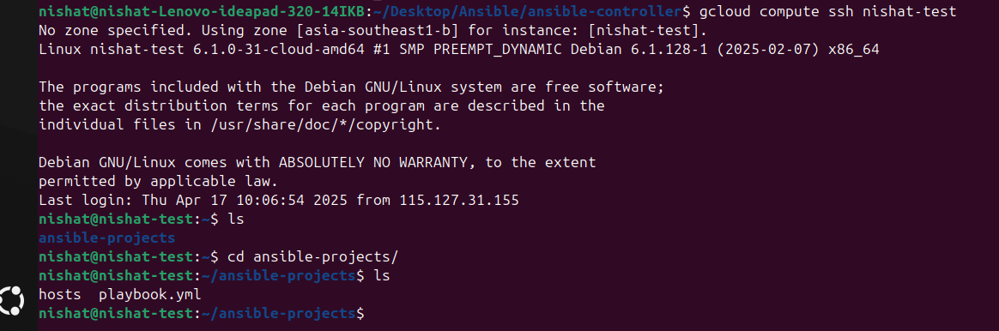 nishat@nishat-Lenovo-ideapad-320-14IKB:~/Desktop/Ansible/ansible-controller$ gcloud compute ssh nishat-test
No zone specified. Using zone [asia-southeast1-b] for instance: [nishat-test].
Linux nishat-test 6.1.0-31-cloud-amd64 #1 SMP PREEMPT_DYNAMIC Debian 6.1.128-1 (2025-02-07) x86_64
The programs included with the Debian GNU/Linux system are free software;
the exact distribution terms for each program are described in the
individual files in /usr/share/doc/*/copyright.
Debian GNU/Linux comes with ABSOLUTELY NO WARRANTY, to the extent
permitted by applicable law.
Last login: Thu Apr 17 10:06:54 2025 from 115.127.31.155
nishat@nishat-test:~$ ls
ansible-projects
nishat@nishat-test:~$ cd ansible-projects/
nishat@nishat-test:~/ansible-projects$ ls
hosts  playbook.yml
nishat@nishat-test:~/ansible-projects$